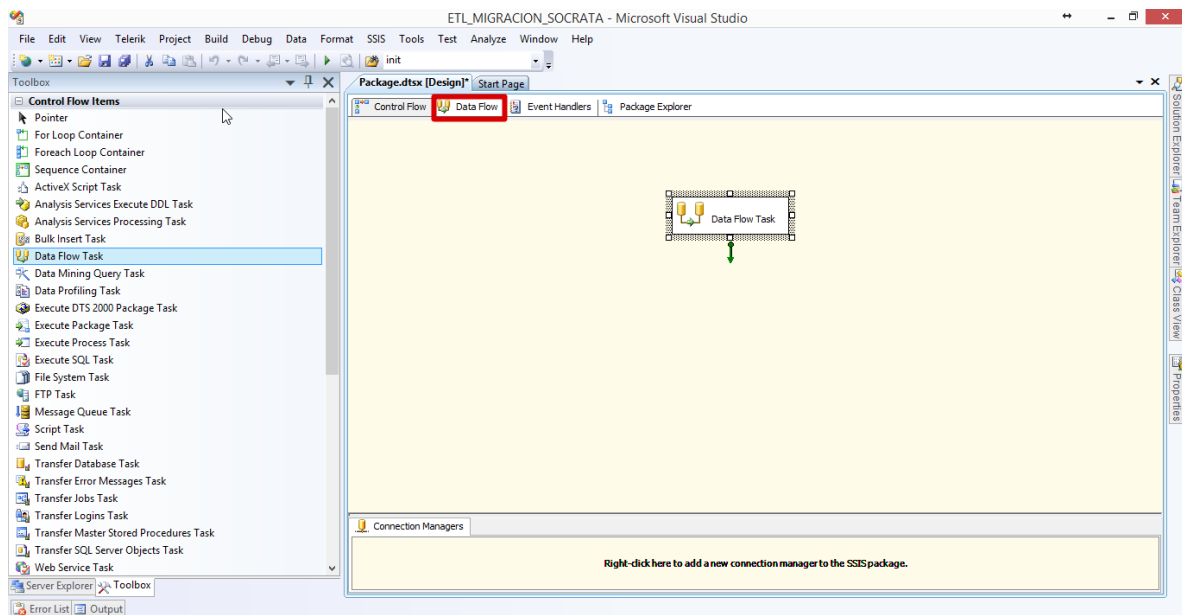 ETL_MIGRACION_SOCRATA - Microsoft Visual Studio
File Edit View Telerik Project Build Debug Data Format SSIS Tools Test Analyze Window Help
init
Toolbox
Package.dtsx [Design]* Start Page
Control Flow Data Flow Event Handlers Package Explorer
Control Flow Items
Pointer
For Loop Container
Foreach Loop Container
Sequence Container
ActiveX Script Task
Analysis Services Execute DDL Task
Analysis Services Processing Task
Bulk Insert Task
Data Flow Task
Data Mining Query Task
Data Profiling Task
Execute DTS 2000 Package Task
Execute Package Task
Execute Process Task
Execute SQL Task
File System Task
FTP Task
Message Queue Task
Script Task
Send Mail Task
Transfer Database Task
Transfer Error Messages Task
Transfer Jobs Task
Transfer Logins Task
Transfer Master Stored Procedures Task
Transfer SQL Server Objects Task
Web Service Task
Server Explorer Toolbox
Error List Output
Data Flow Task
Connection Managers
Right-click here to add a new connection manager to the SSIS package.
Solution Explorer
Team Explorer
Class View
Properties